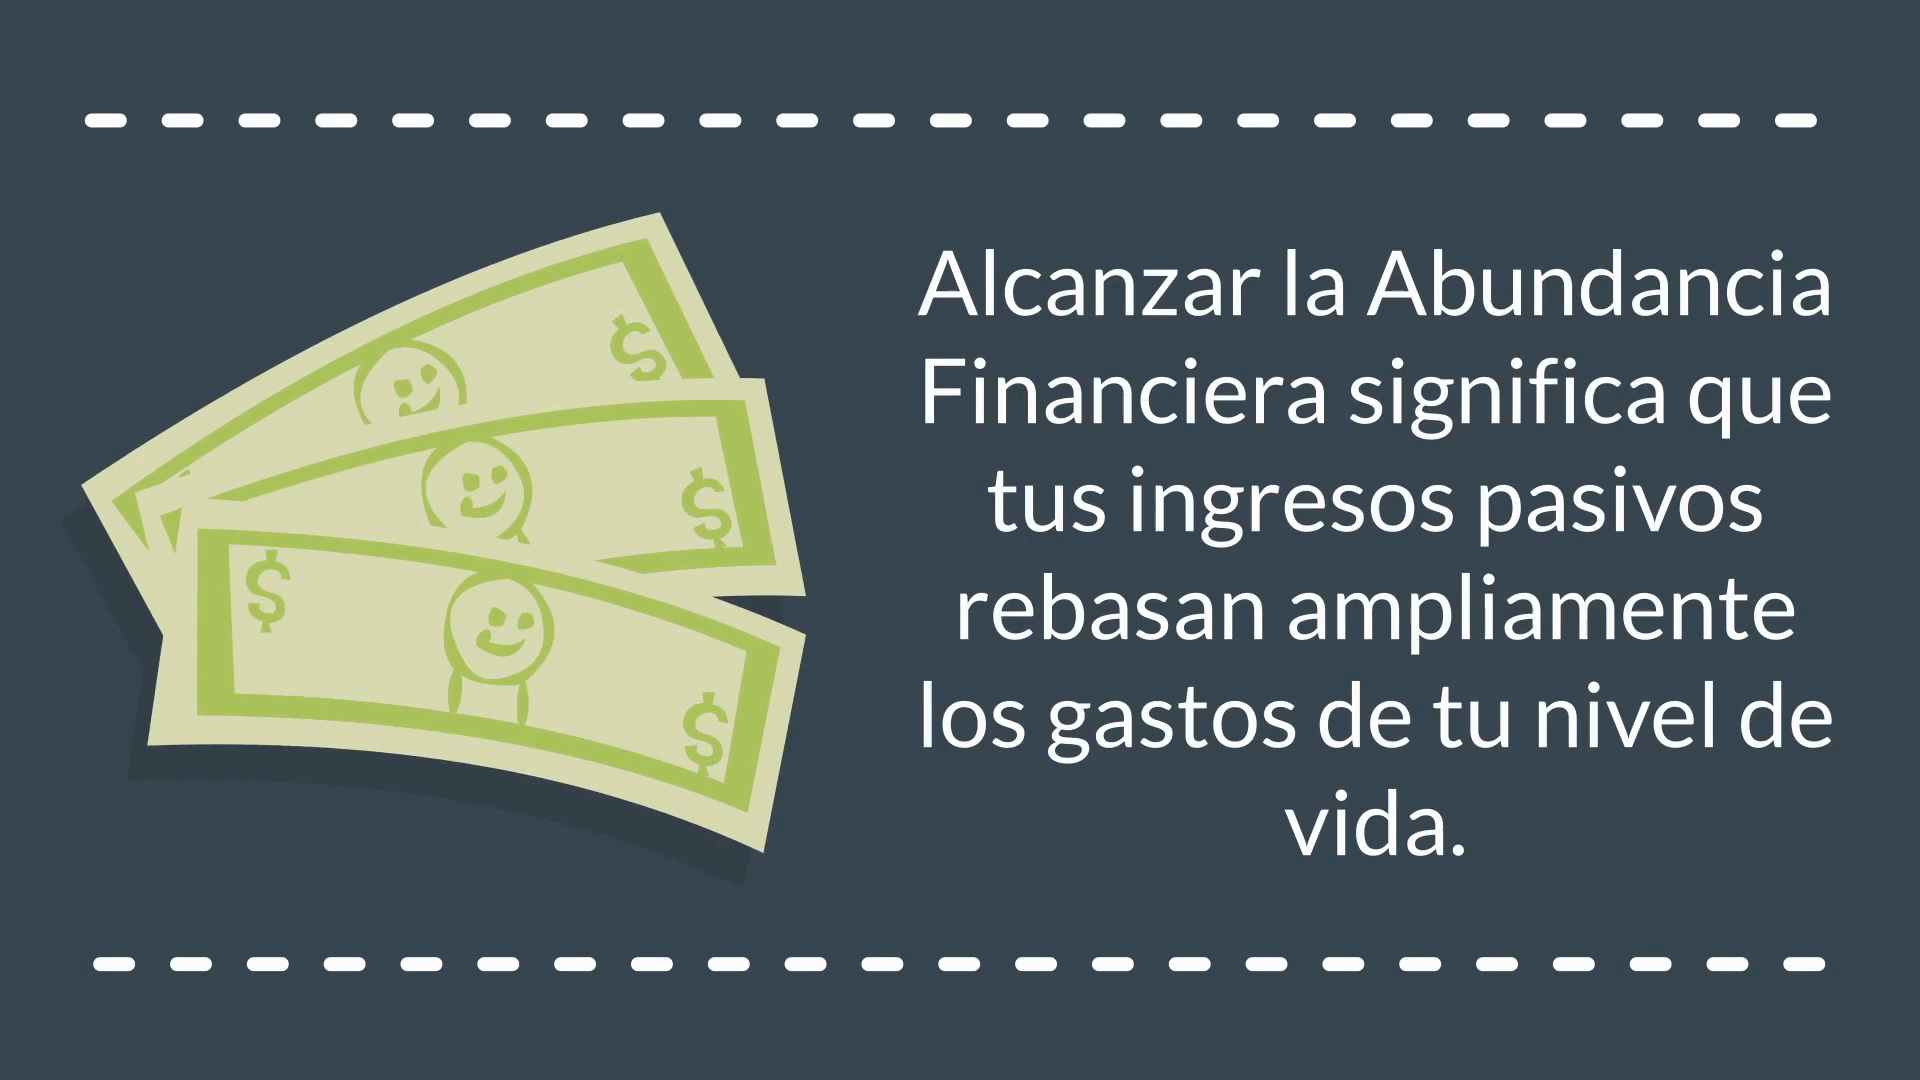 Alcanzar la Abundancia
Financiera significa que
tus ingresos pasivos
rebasan ampliamente
los gastos de tu nivel de
vida.
$
$
$
$